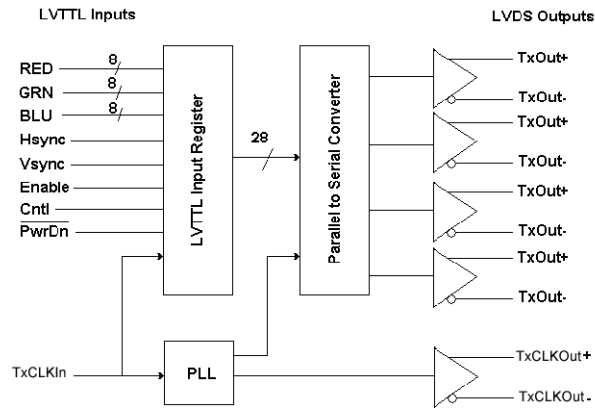 LVTTL Inputs
LVDS Outputs
RED 8
GRN 8
BLU 8
Hsync
Vsync
Enable
Cntl
PwrDn
LVTTL Input Register
28
Parallel to Serial Converter
TxOut+
TxOut-
TxOut+
TxOut-
TxOut+
TxOut-
TxOut+
TxOut-
TxCLKIn
PLL
TxCLKOut+
TxCLKOut-